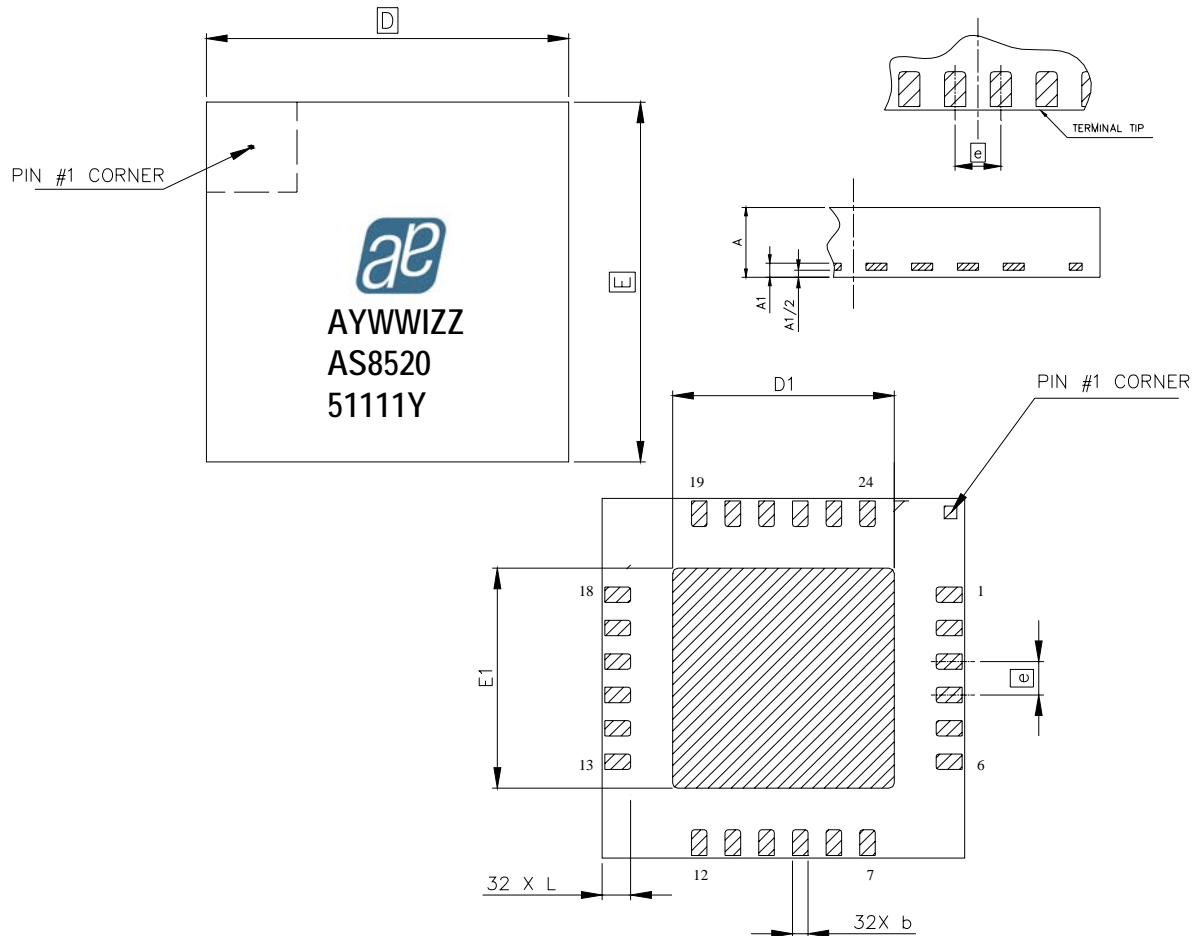 D
PIN #1 CORNER
E
ae
AYWWIZZ
AS8520
51111Y
TERMINAL TIP
e
A
A1
A1/2
D1
PIN #1 CORNER
19
24
18
1
E1
e
13
6
12
7
32 X L
32X b